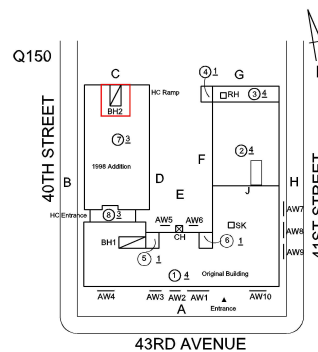 Q150
C
4 1
G
HC Ramp
RH
3 4
BH2
7 3
2 4
F
1998 Addition
40TH STREET
B
D
E
J
H
41ST STREET
AW7
HC Entrance
8 3
AW5
AW6
SK
AW8
BH1
CH
AW9
5 1
6 1
1 4
Original Building
AW4
AW3
AW2
AW1
AW10
A
Entrance
43RD AVENUE